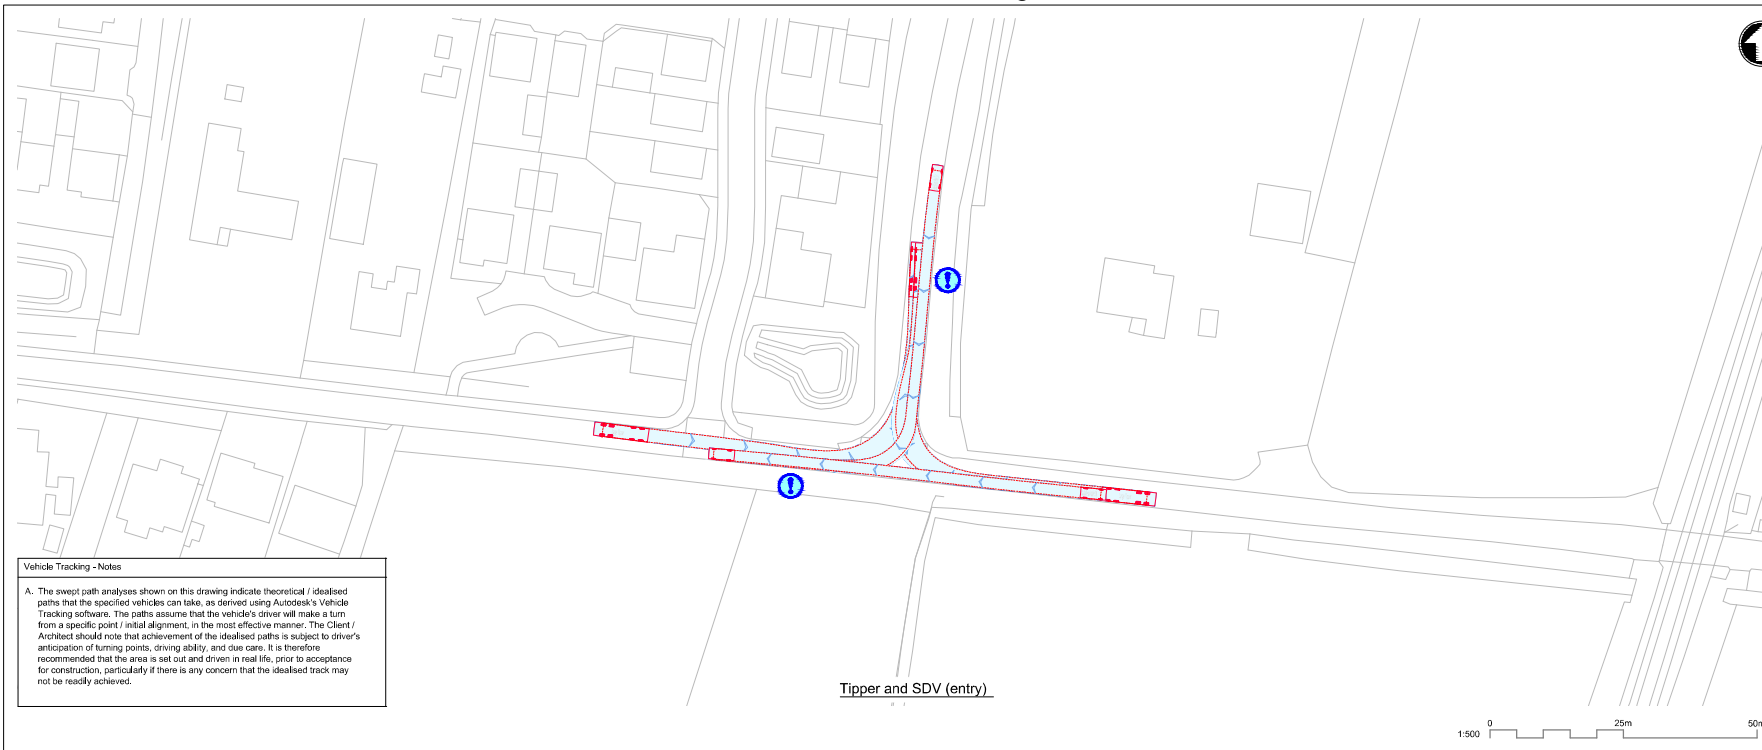 Vehicle Tracking - Notes
A. The swept path analyses shown on this drawing indicate theoretical / idealised
paths that the specified vehicles can take, as derived using Autodesk's Vehicle
Tracking software. The paths assume that the vehicle's driver will make a turn
from a specific point / initial alignment, in the most effective manner. The Client /
Architect should note that achievement of the idealised paths is subject to driver's
anticipation of turning points, driving ability, and due care. It is therefore
recommended that the area is set out and driven in real life, prior to acceptance
for construction, particularly if there is any concern that the idealised track may
not be readily achieved.
Tipper and SDV (entry)
1:500
0
25m
50m